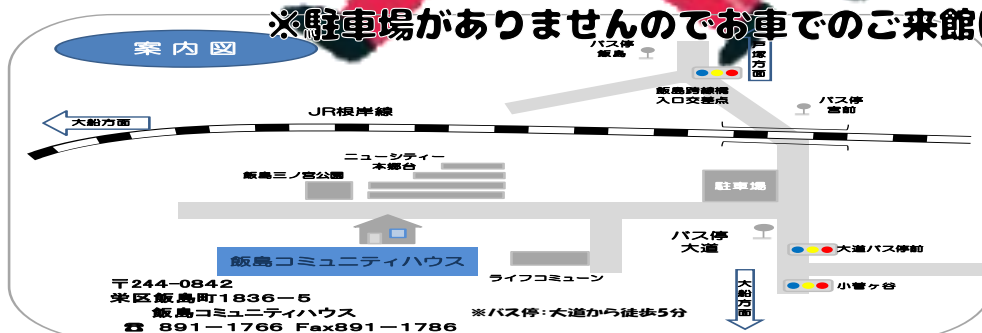 ※駐車場がありませんのでお車でのご来館
案内図
バス停
飯島
戸塚方面
飯島跨線橋
入口交差点
バス停
宮前
JR根岸線
大船方面
ニューシティー
本郷台
飯島三ノ宮公園
駐車場
バス停
大道
大道バス停前
飯島コミュニティハウス
ライフコミューン
大船方面
小菅ヶ谷
〒244-0842
栄区飯島町1836－5
飯島コミュニティハウス
※バス停:大道から徒歩5分
☎ 891－1766 Fax891－1786